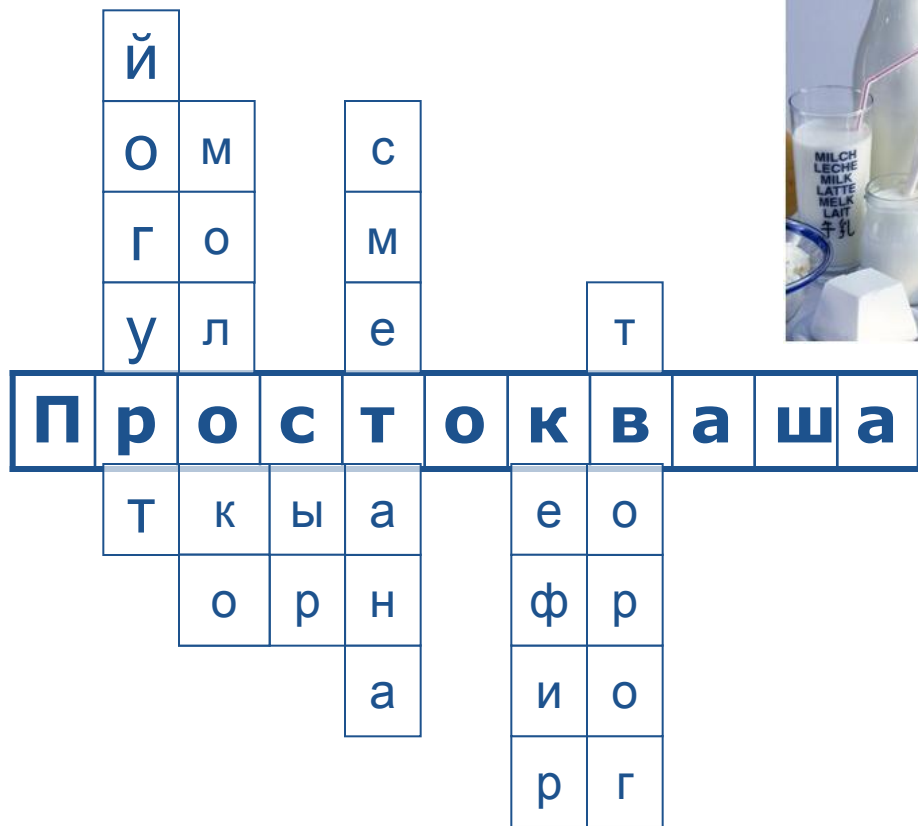 й
о м с
г о м
у л е т
Простокваша
т к ы а е о
о р н ф р
а и о
р г
MILCH
LECHE
MILK
LATTE
MELK
LAIT
牛乳